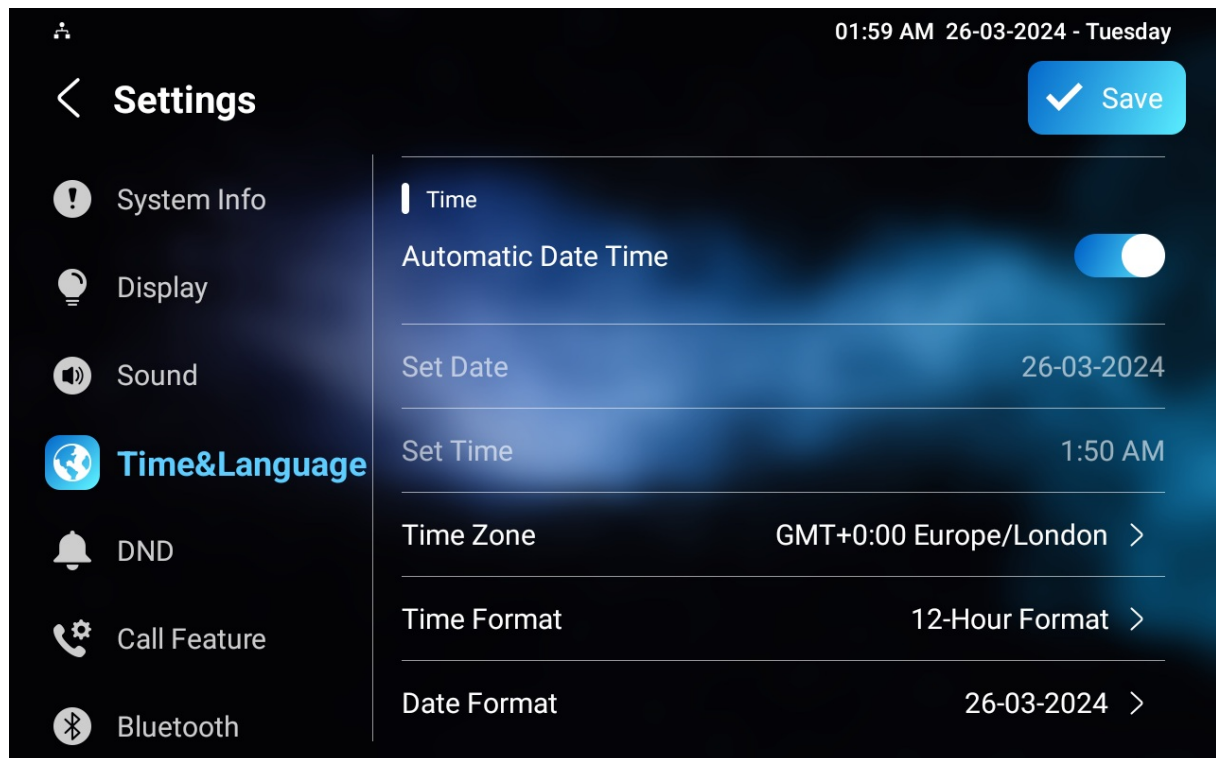 01:59 AM 26-03-2024 - Tuesday
Settings
Save
System Info
Display
Sound
Time&Language
DND
Call Feature
Bluetooth
Time
Automatic Date Time
Set Date 26-03-2024
Set Time 1:50 AM
Time Zone GMT+0:00 Europe/London
Time Format 12-Hour Format
Date Format 26-03-2024